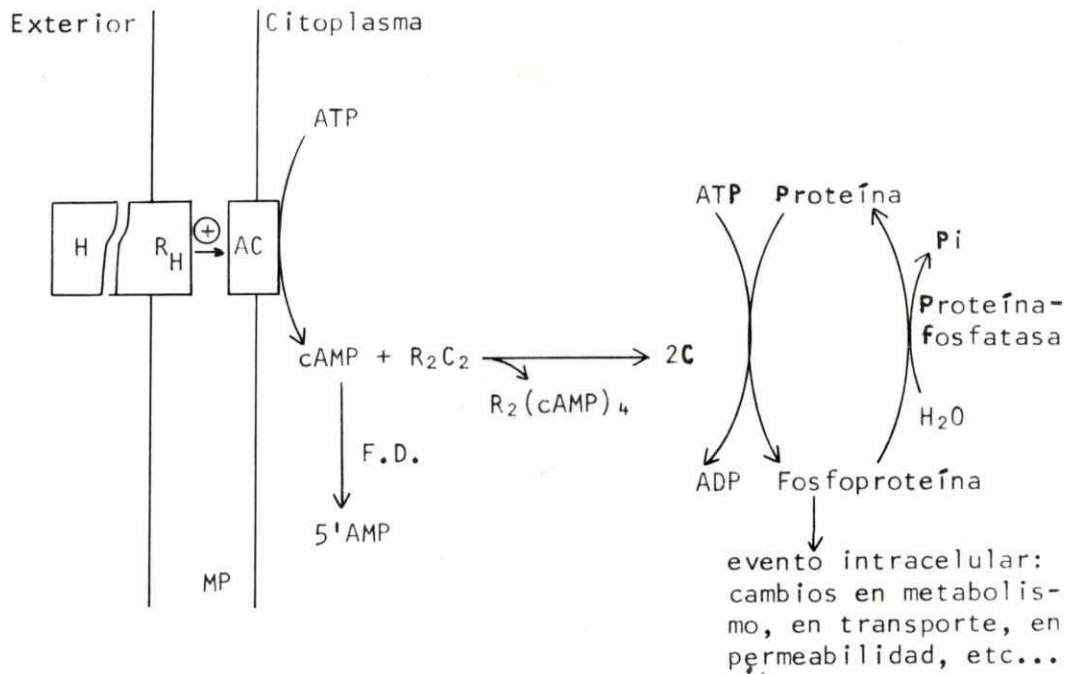 Exterior
Citoplasma
ATP
H
R_H
+
AC
ATP
Proteína
Pi
Proteína-
fosfatasa
cAMP + R₂C₂
2C
R₂(cAMP)₄
H₂O
F.D.
ADP
Fosfoproteína
5'AMP
MP
evento intracelular:
cambios en metabolis-
mo, en transporte, en
permeabilidad, etc...